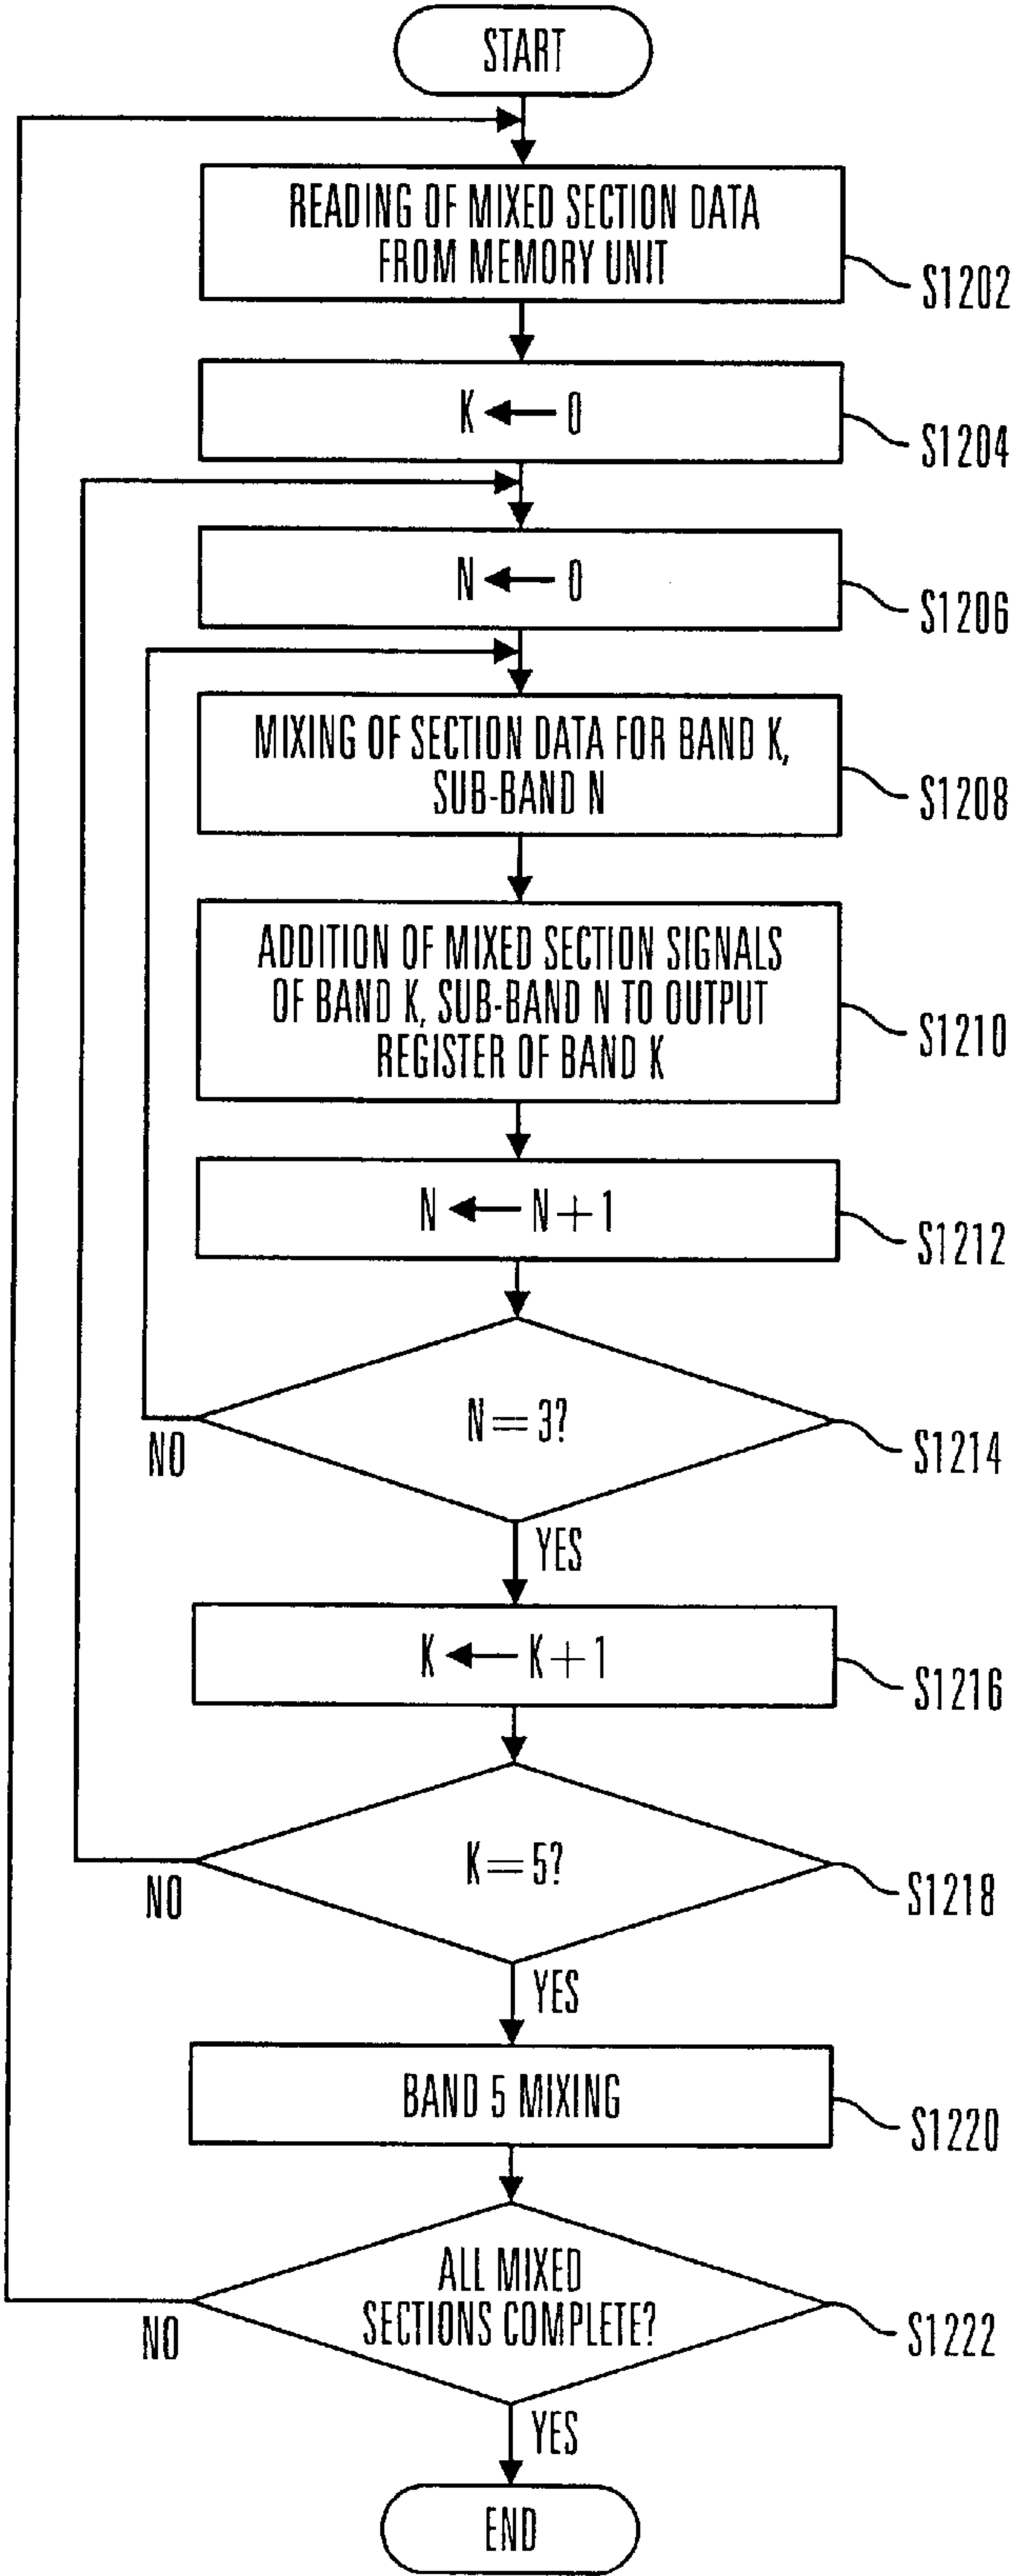 START
READING OF MIXED SECTION DATA
FROM MEMORY UNIT
S1202
K ← 0
S1204
N ← 0
S1206
MIXING OF SECTION DATA FOR BAND K,
SUB-BAND N
S1208
ADDITION OF MIXED SECTION SIGNALS
OF BAND K, SUB-BAND N TO OUTPUT
REGISTER OF BAND K
S1210
N ← N + 1
S1212
N = 3?
S1214
NO
YES
K ← K + 1
S1216
K = 5?
S1218
NO
YES
BAND 5 MIXING
S1220
ALL MIXED
SECTIONS COMPLETE?
S1222
NO
YES
END